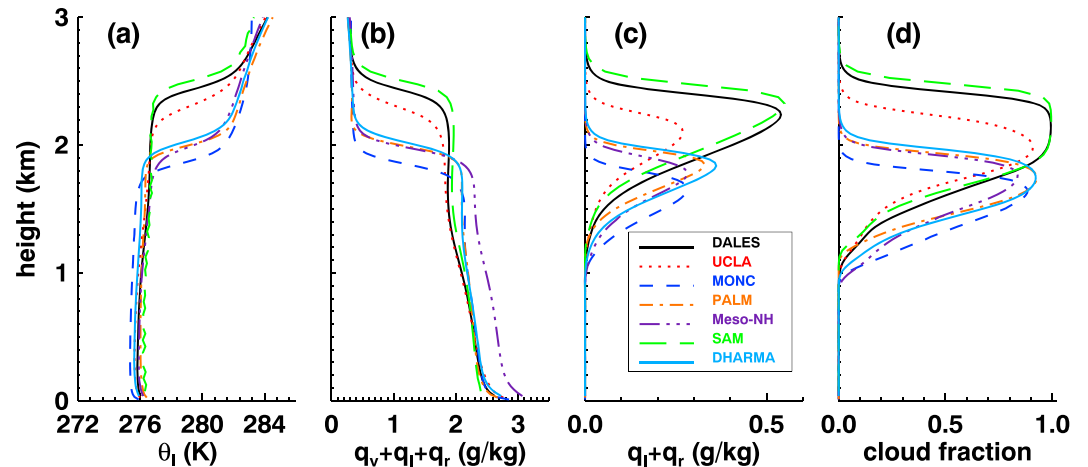 (a) (b) (c) (d)
3
2
1
0
height (km)
272 276 280 284
θl (K)
0 1 2 3
qv+ql+qr (g/kg)
0.0 0.5
ql+qr (g/kg)
0.0 0.5 1.0
cloud fraction
DALES
UCLA
MONC
PALM
Meso-NH
SAM
DHARMA